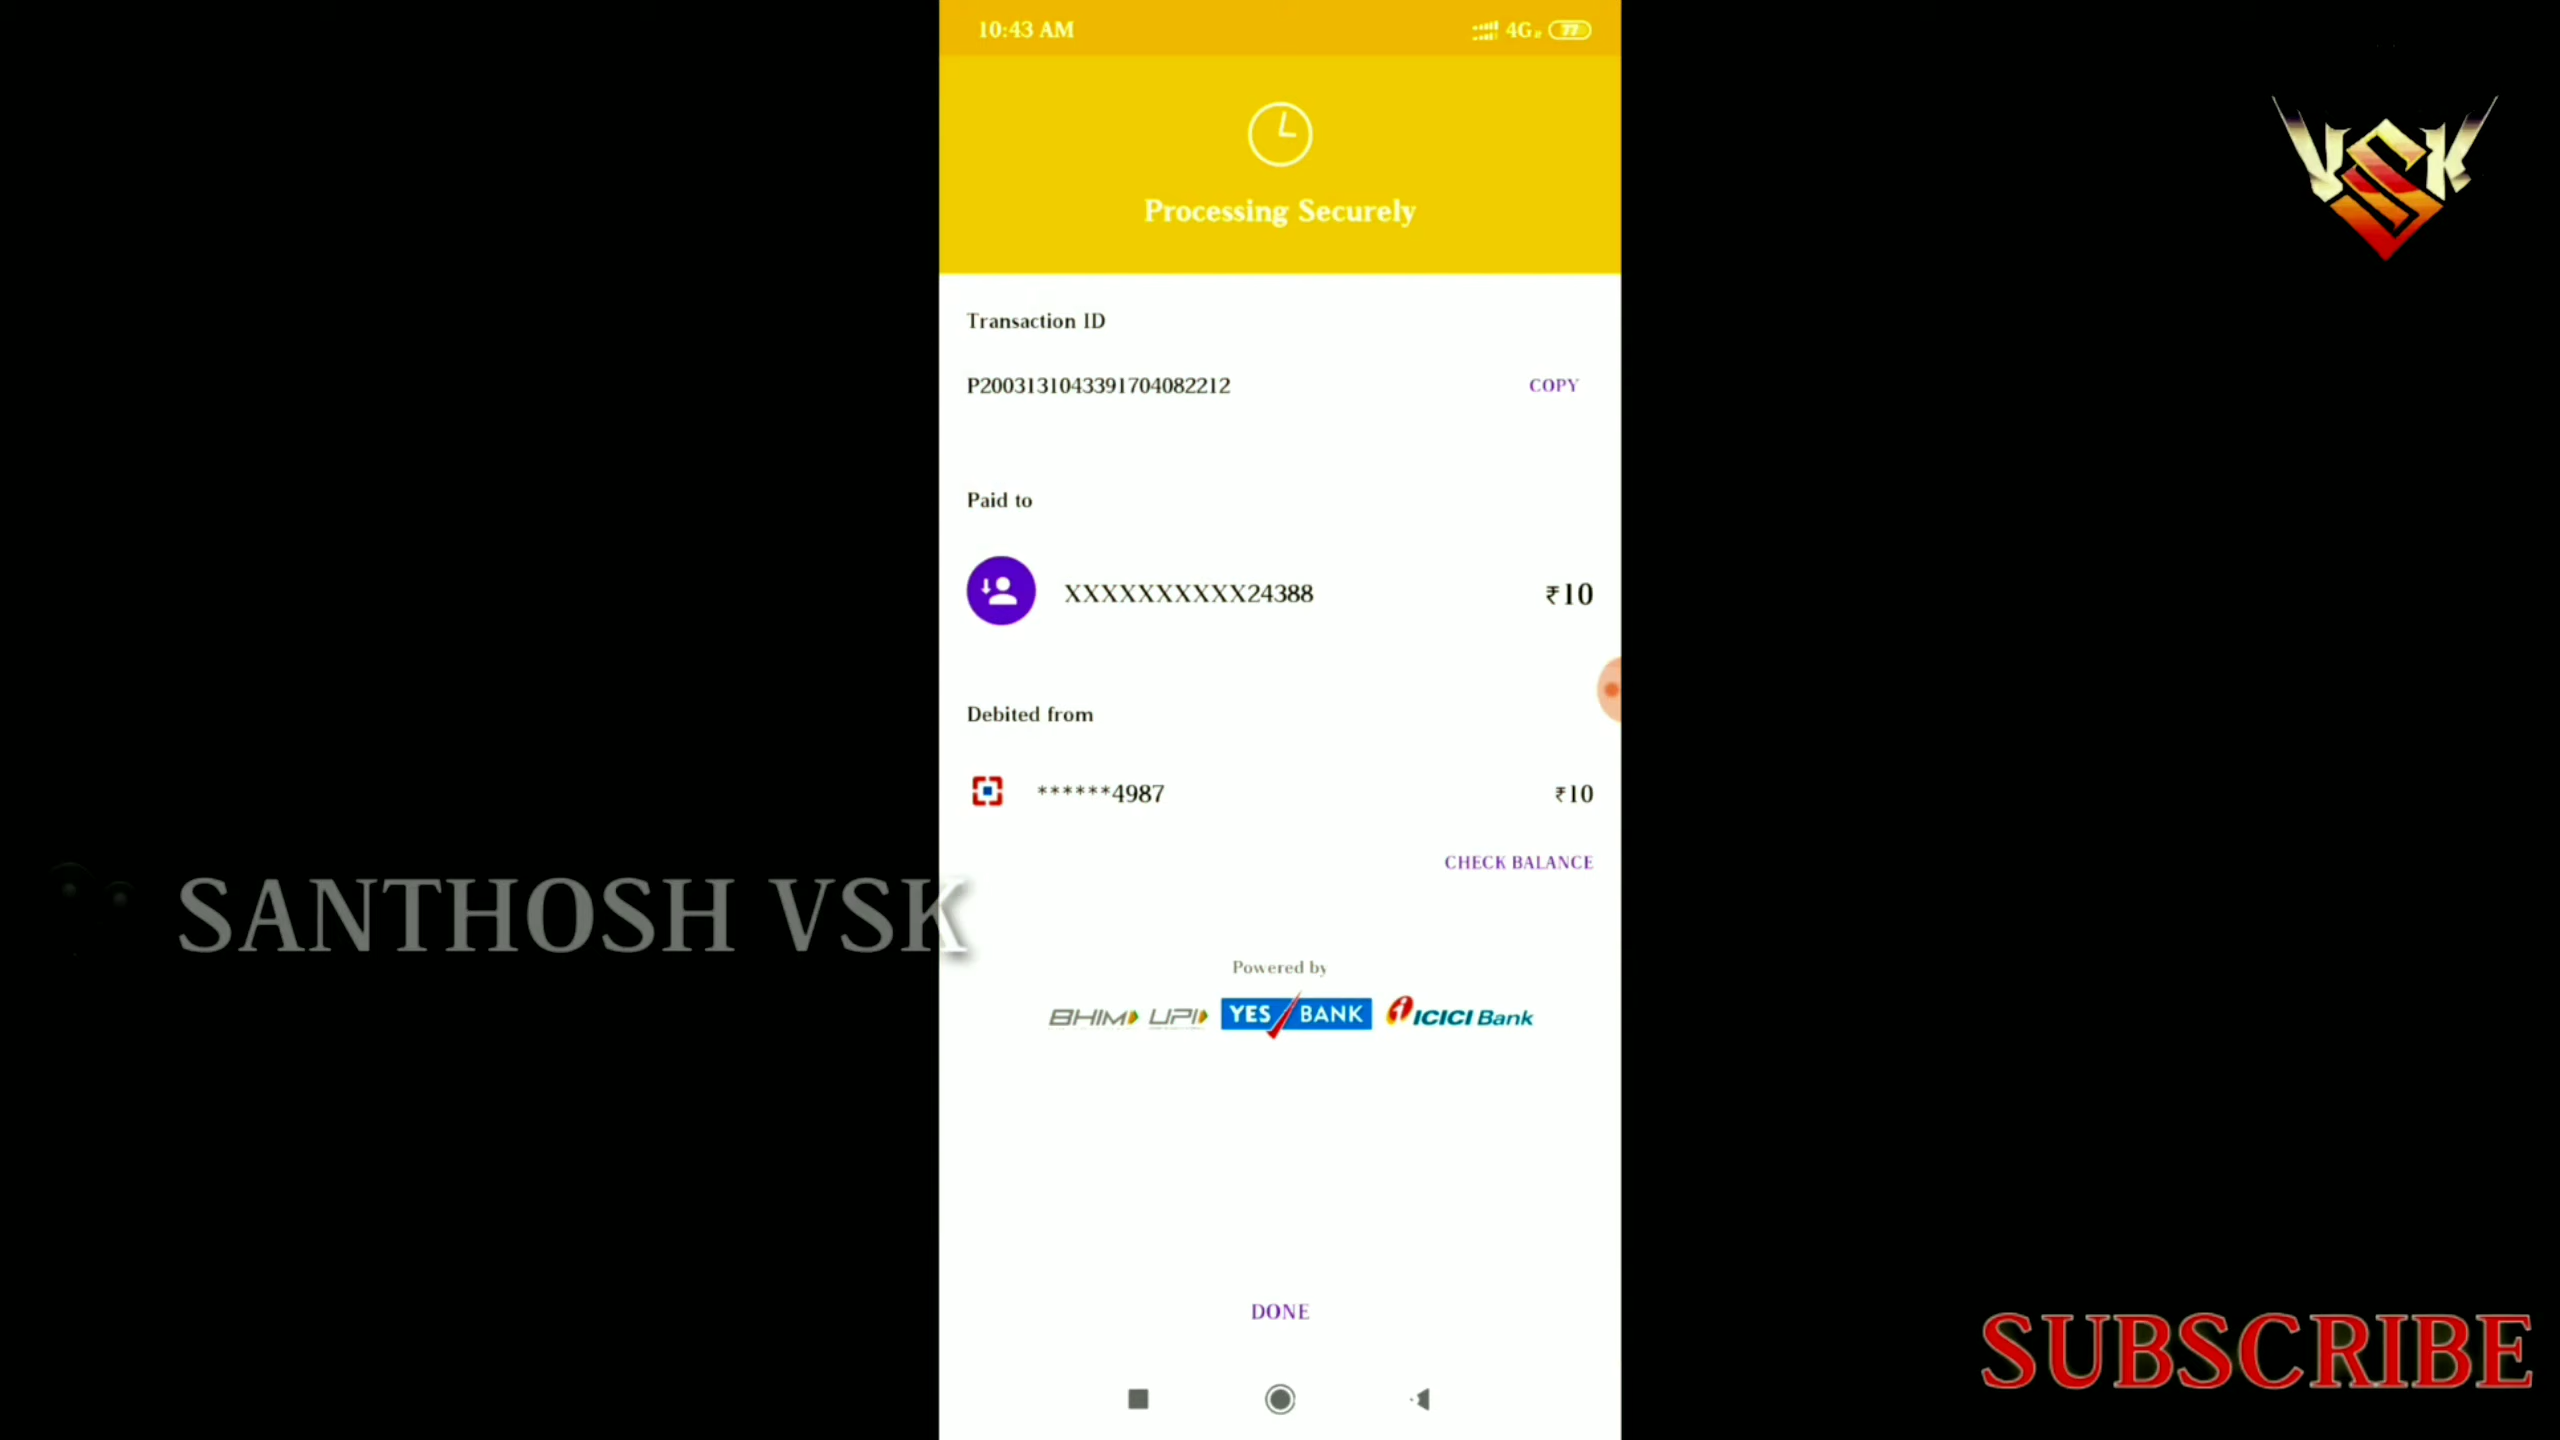 10:43 AM
4G 77
VSK
Processing Securely
Transaction ID
P2003131043391704082212
COPY
Paid to
XXXXXXXXXX24388
₹10
Debited from
******4987
₹10
CHECK BALANCE
SANTHOSH VSK
Powered by
BHIM UPI YES BANK ICICI Bank
DONE
SUBSCRIBE